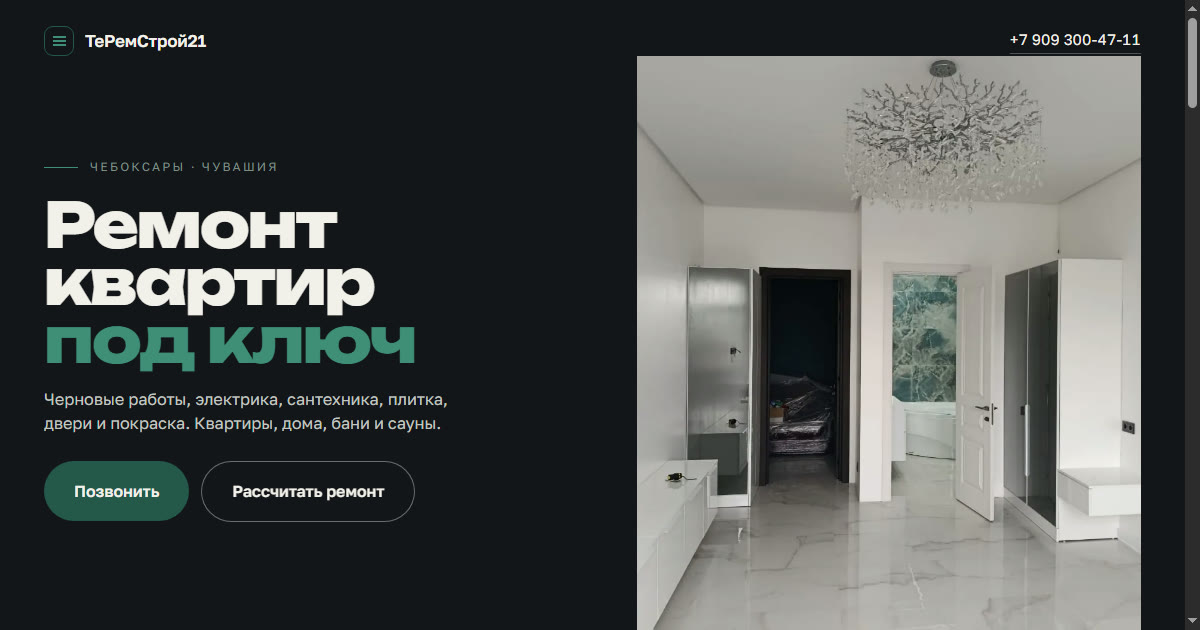 ТеРемСтрой21
+7 909 300-47-11
ЧЕБОКСАРЫ · ЧУВАШИЯ
Ремонт
квартир
под ключ
Черновые работы, электрика, сантехника, плитка,
двери и покраска. Квартиры, дома, бани и сауны.
Позвонить
Рассчитать ремонт